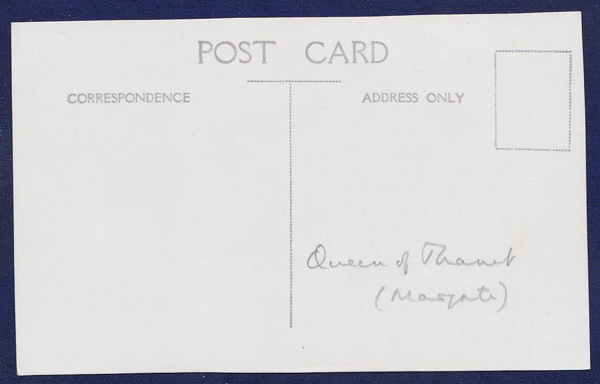 POST CARD
CORRESPONDENCE
ADDRESS ONLY
Queen of Thanet
(Margate)